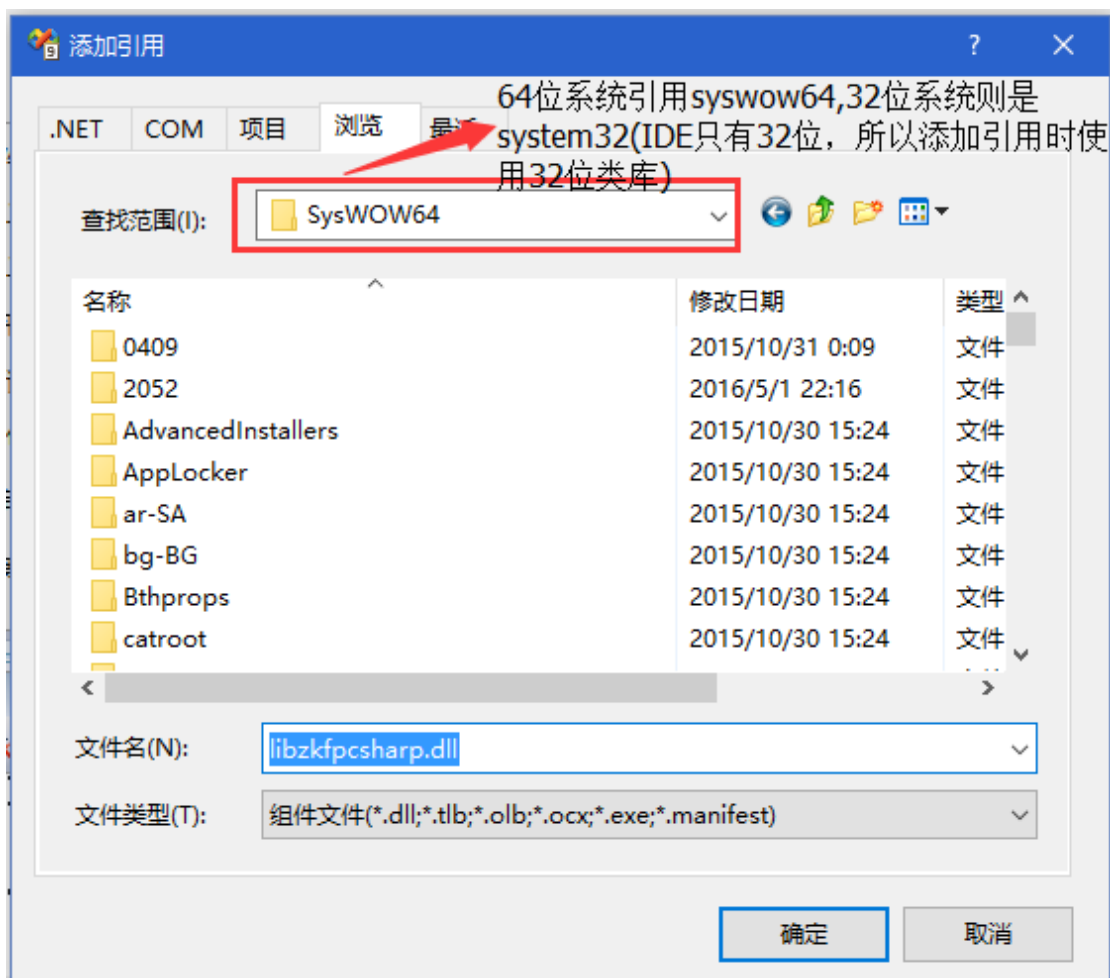 添加引用
64位系统引用syswow64,32位系统则是
system32(IDE只有32位，所以添加引用时使
用32位类库)
.NET COM 项目 浏览 最近
查找范围(I): SysWOW64
名称 修改日期 类型
0409 2015/10/31 0:09 文件
2052 2016/5/1 22:16 文件
AdvancedInstallers 2015/10/30 15:24 文件
AppLocker 2015/10/30 15:24 文件
ar-SA 2015/10/30 15:24 文件
bg-BG 2015/10/30 15:24 文件
Bthprops 2015/10/30 15:24 文件
catroot 2015/10/30 15:24 文件
文件名(N): libzkfpcsharp.dll
文件类型(T): 组件文件(*.dll;*.tlb;*.olb;*.ocx;*.exe;*.manifest)
确定 取消